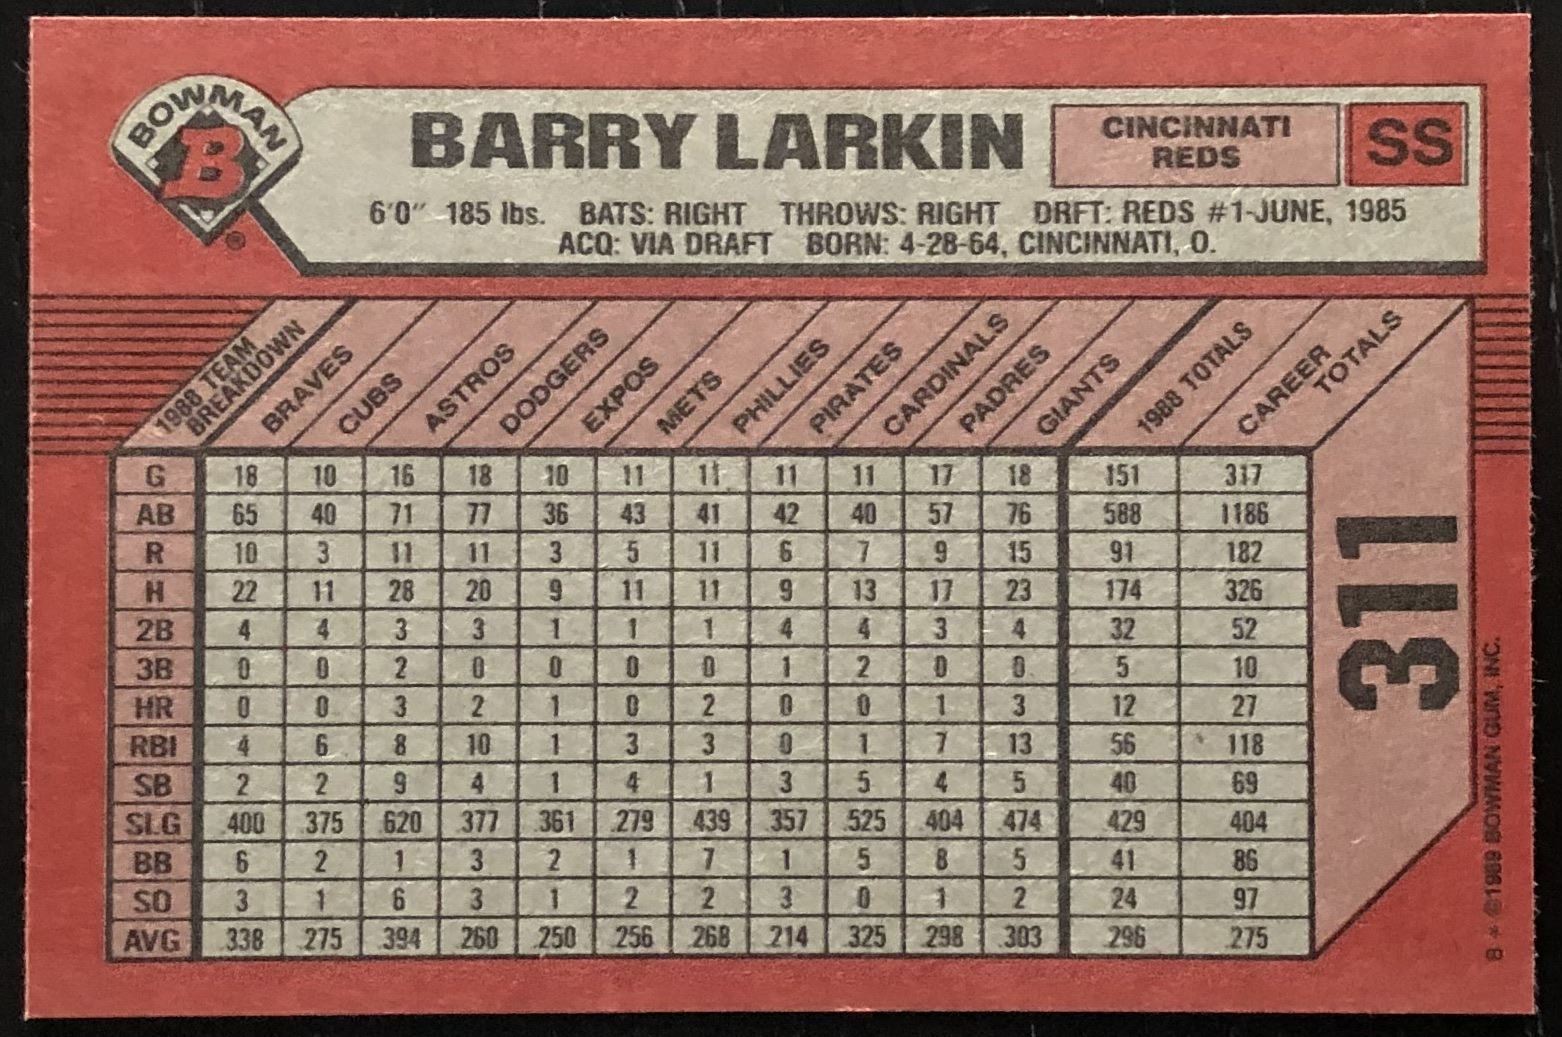 BOWMAN
B
BARRY LARKIN
CINCINNATI
REDS
SS
6'0" 185 lbs. BATS: RIGHT THROWS: RIGHT DRFT: REDS #1-JUNE, 1985
ACQ: VIA DRAFT BORN: 4-28-64, CINCINNATI, O.
1988 TEAM BREAKDOWN BRAVES CUBS ASTROS DODGERS EXPOS METS PHILLIES PIRATES CARDINALS PADRES GIANTS 1988 TOTALS CAREER TOTALS
G 18 10 16 18 10 11 11 11 11 17 18 151 317
AB 65 40 71 77 36 43 41 42 40 57 76 588 1186
R 10 3 11 11 3 5 11 6 7 9 15 91 182
H 22 11 28 20 9 11 11 9 13 17 23 174 326
2B 4 4 3 3 1 1 1 4 4 3 4 32 52
3B 0 0 2 0 0 0 0 1 2 0 0 5 10
HR 0 0 3 2 1 0 2 0 0 1 3 12 27
RBI 4 6 8 10 1 3 3 0 1 7 13 56 118
SB 2 2 9 4 1 4 1 3 5 4 5 40 69
SLG .400 .375 .620 .377 .361 .279 .439 .357 .525 .404 .474 .429 .404
BB 6 2 1 3 2 1 7 1 5 8 5 41 86
SO 3 1 6 3 1 2 2 3 0 1 2 24 97
AVG .338 .275 .394 .260 .250 .256 .268 .214 .325 .298 .303 .296 .275
311
B * ©1989 BOWMAN GUM, INC.